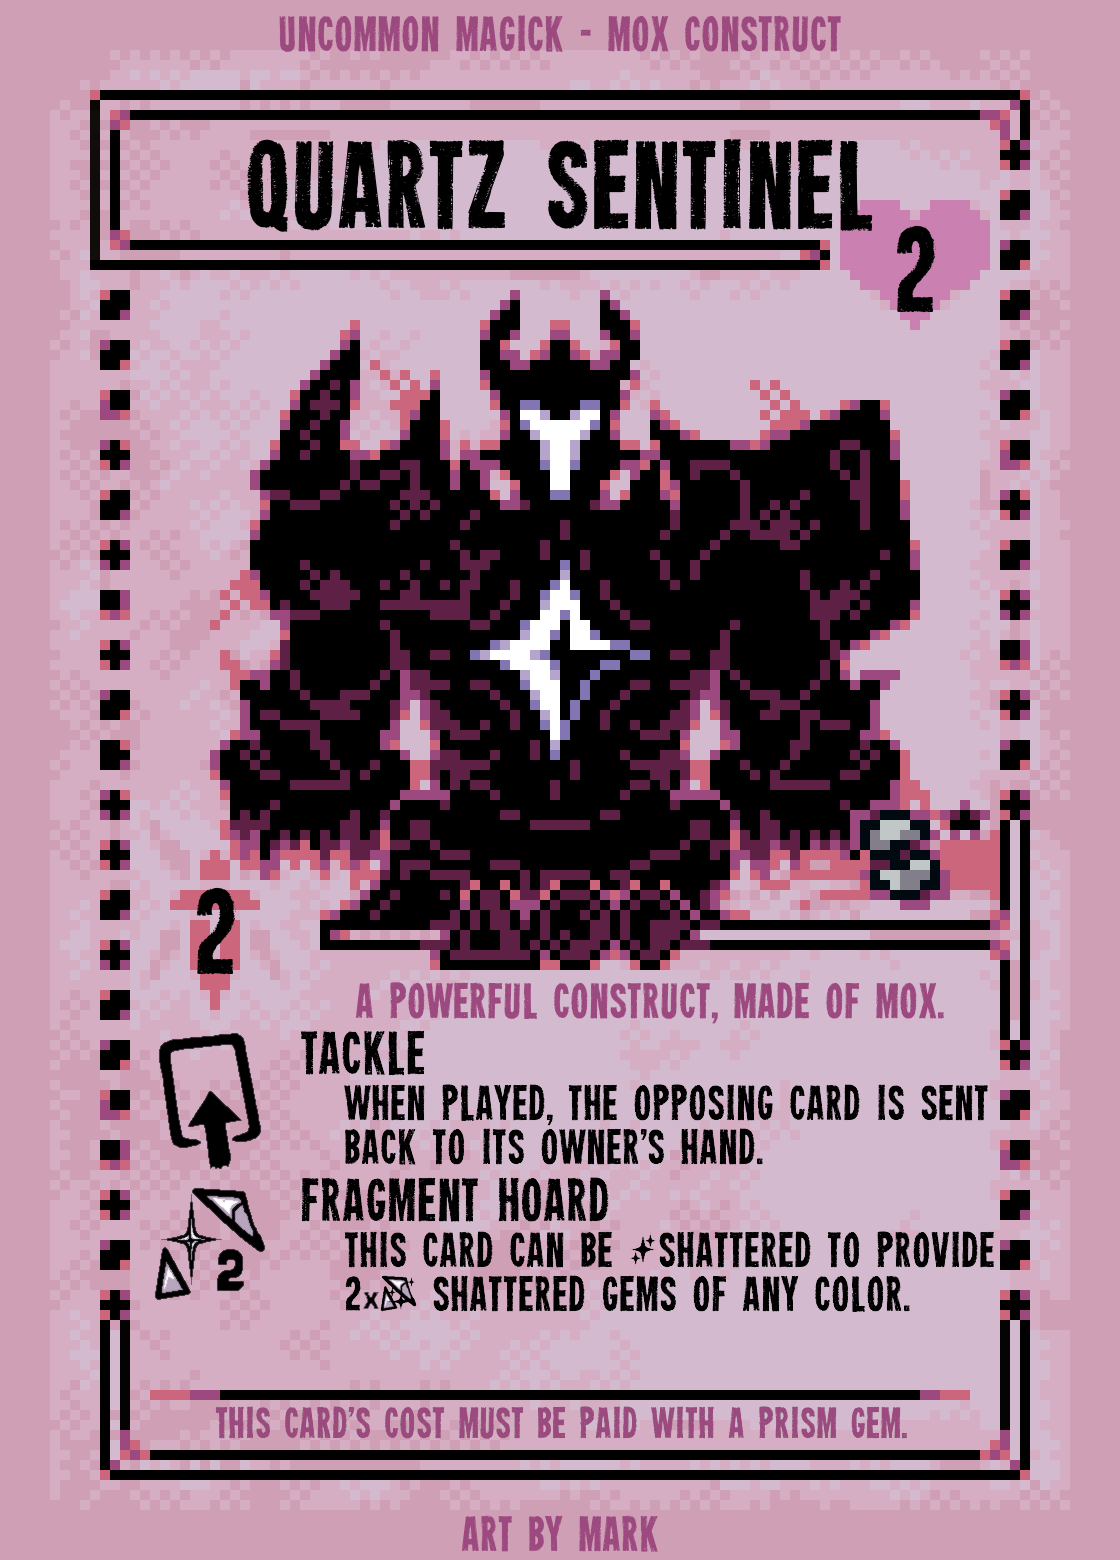 UNCOMMON MAGICK - MOX CONSTRUCT
QUARTZ SENTINEL
2
2
A POWERFUL CONSTRUCT, MADE OF MOX.
TACKLE
WHEN PLAYED, THE OPPOSING CARD IS SENT
BACK TO ITS OWNER'S HAND.
2
FRAGMENT HOARD
THIS CARD CAN BE SHATTERED TO PROVIDE
2x SHATTERED GEMS OF ANY COLOR.
THIS CARD'S COST MUST BE PAID WITH A PRISM GEM.
ART BY MARK